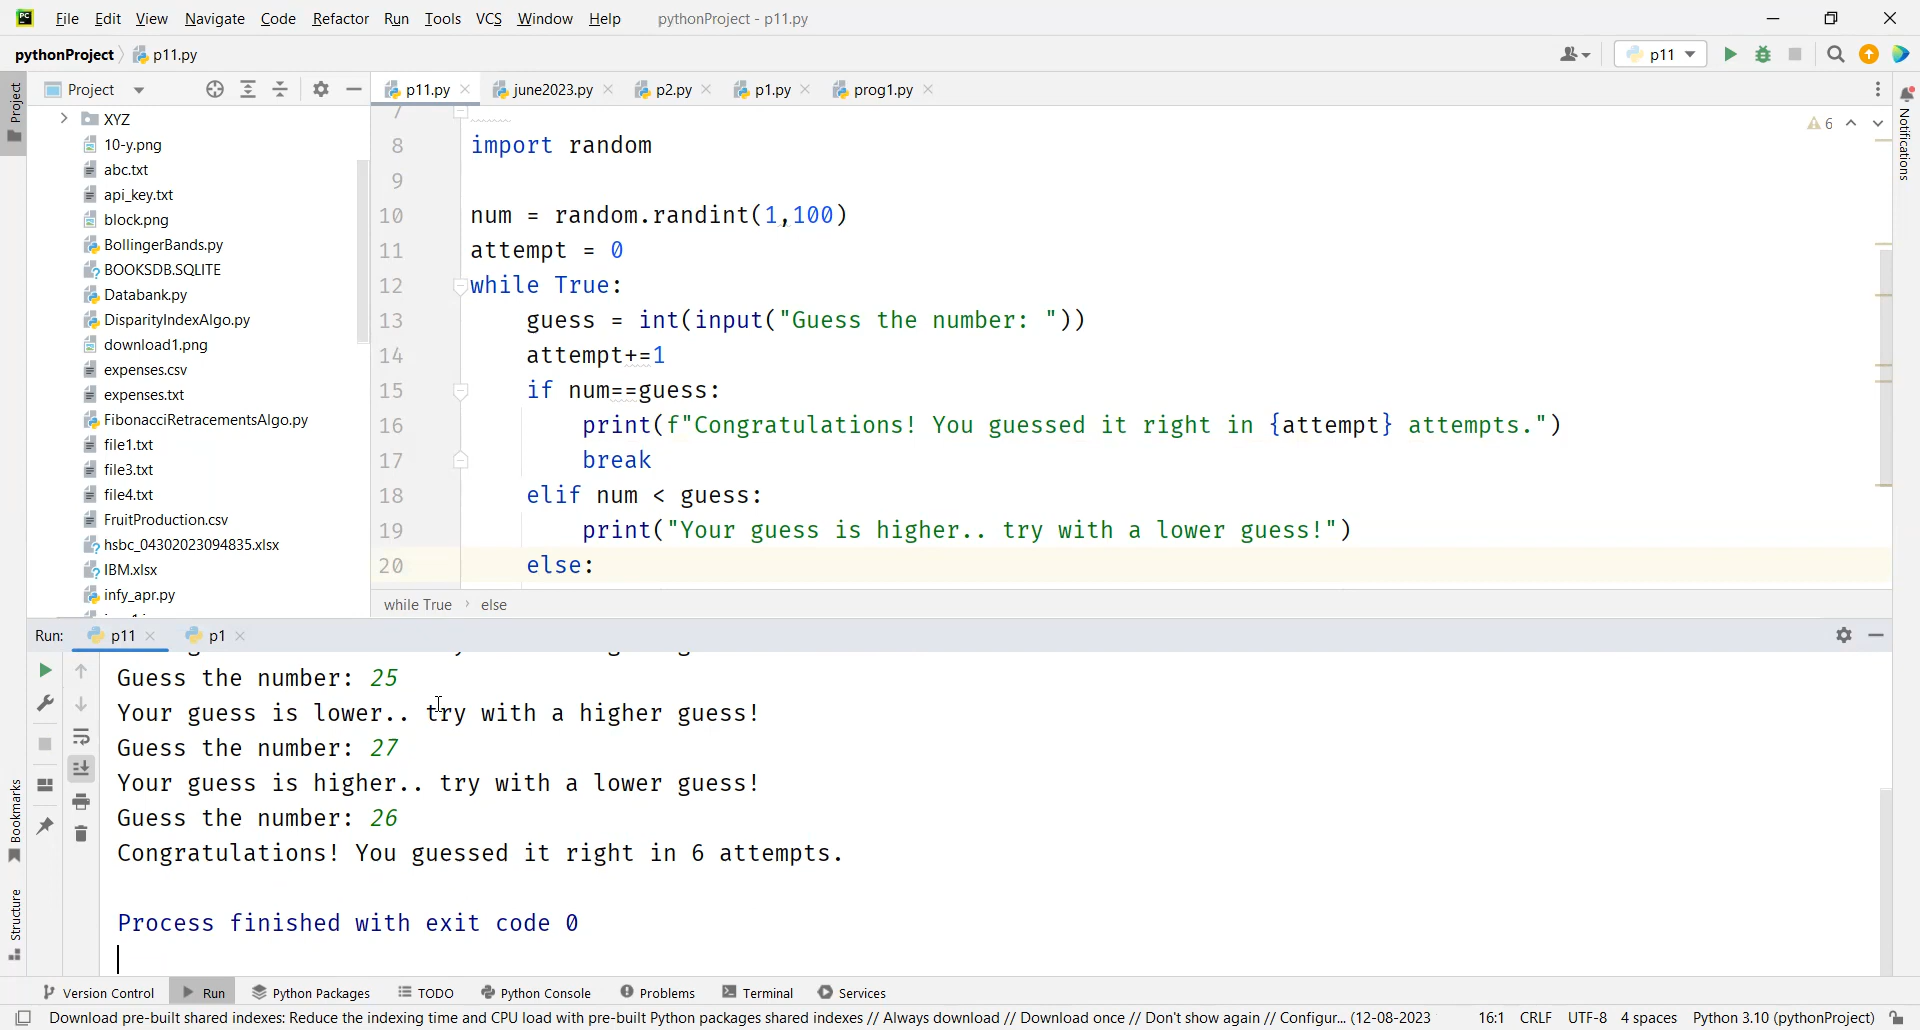 File Edit View Navigate Code Refactor Run Tools VCS Window Help pythonProject - p11.py
pythonProject p11.py
p11
Project
Project
p11.py june2023.py p2.py p1.py prog1.py
Notifications
XYZ
10-y.png
abc.txt
api_key.txt
block.png
BollingerBands.py
BOOKSDB.SQLITE
Databank.py
DisparityIndexAlgo.py
download1.png
expenses.csv
expenses.txt
FibonacciRetracementsAlgo.py
file1.txt
file3.txt
file4.txt
FruitProduction.csv
hsbc_04302023094835.xlsx
IBM.xlsx
infy_apr.py
6
7
8 import random
9
10 num = random.randint(1,100)
11 attempt = 0
12 while True:
13 guess = int(input("Guess the number: "))
14 attempt+=1
15 if num==guess:
16 print(f"Congratulations! You guessed it right in {attempt} attempts.")
17 break
18 elif num < guess:
19 print("Your guess is higher.. try with a lower guess!")
20 else:
while True › else
Run: p11 p1
Guess the number: 25
Your guess is lower.. try with a higher guess!
Guess the number: 27
Your guess is higher.. try with a lower guess!
Guess the number: 26
Congratulations! You guessed it right in 6 attempts.
Process finished with exit code 0
Bookmarks
Structure
Version Control Run Python Packages TODO Python Console Problems Terminal Services
Download pre-built shared indexes: Reduce the indexing time and CPU load with pre-built Python packages shared indexes // Always download // Download once // Don't show again // Configur... (12-08-2023 16:1 CRLF UTF-8 4 spaces Python 3.10 (pythonProject)